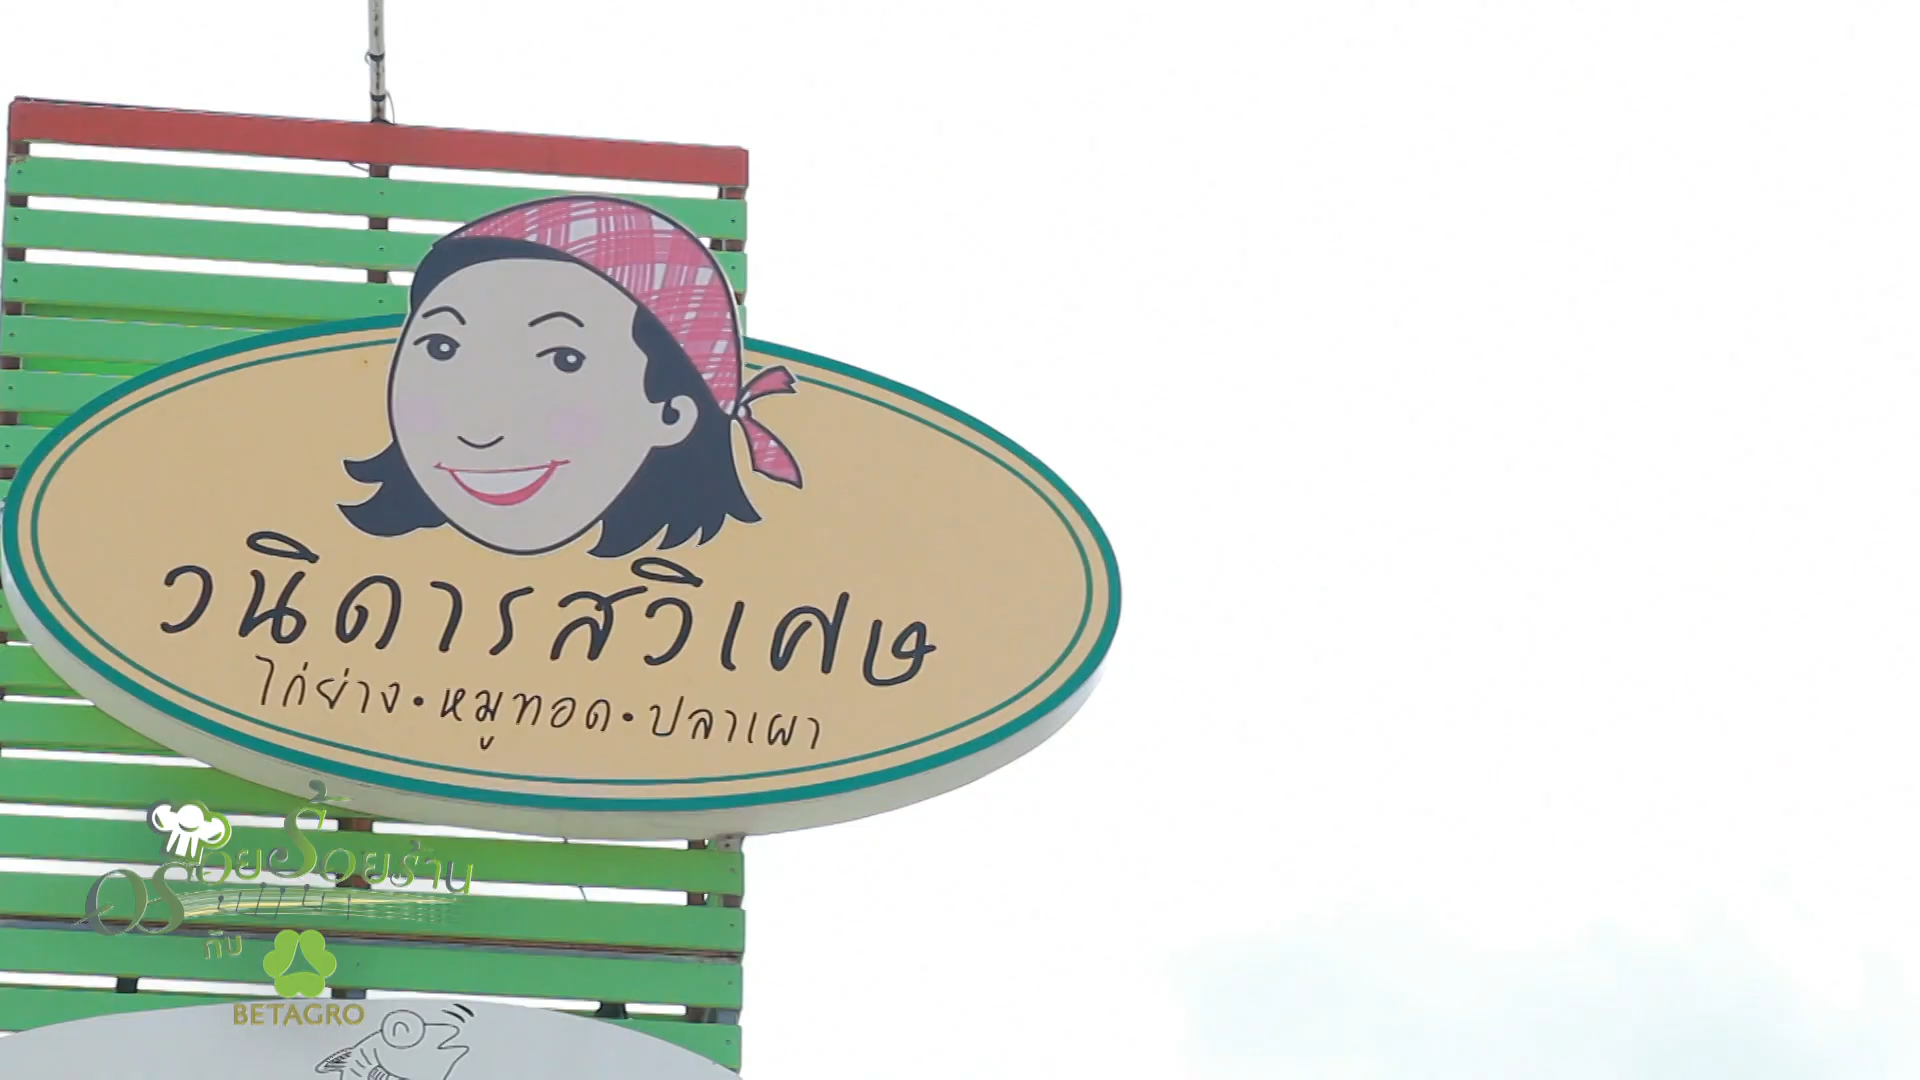 วนิดารสวิเศษ
ไก่ย่าง • หมูทอด • ปลาเผา
อร่อยร้อยร้าน
กับ
BETAGRO